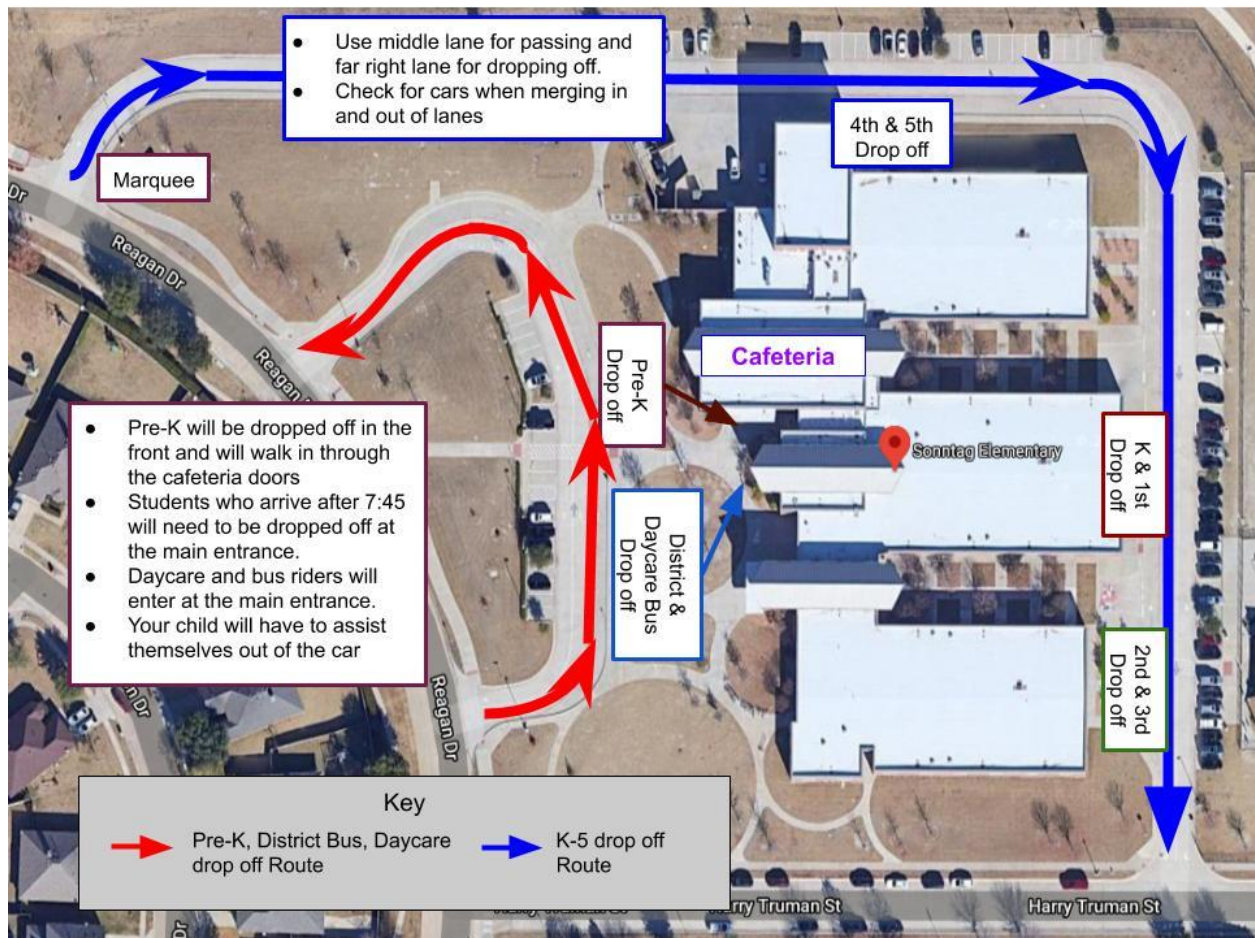 ● Use middle lane for passing and
far right lane for dropping off.
● Check for cars when merging in
and out of lanes
4th & 5th
Drop off
Marquee
Dr
Reagan Dr
Pre-K
Drop off
Cafeteria
Reagan
● Pre-K will be dropped off in the
front and will walk in through
the cafeteria doors
● Students who arrive after 7:45
will need to be dropped off at
the main entrance.
● Daycare and bus riders will
enter at the main entrance.
● Your child will have to assist
themselves out of the car
Sonntag Elementary
K & 1st
Drop off
District &
Daycare Bus
Drop off
2nd & 3rd
Drop off
Dr
Reagan Dr
Key
Pre-K, District Bus, Daycare
drop off Route
K-5 drop off
Route
Dr
Truman St
Harry Truman St
Harry Truman St